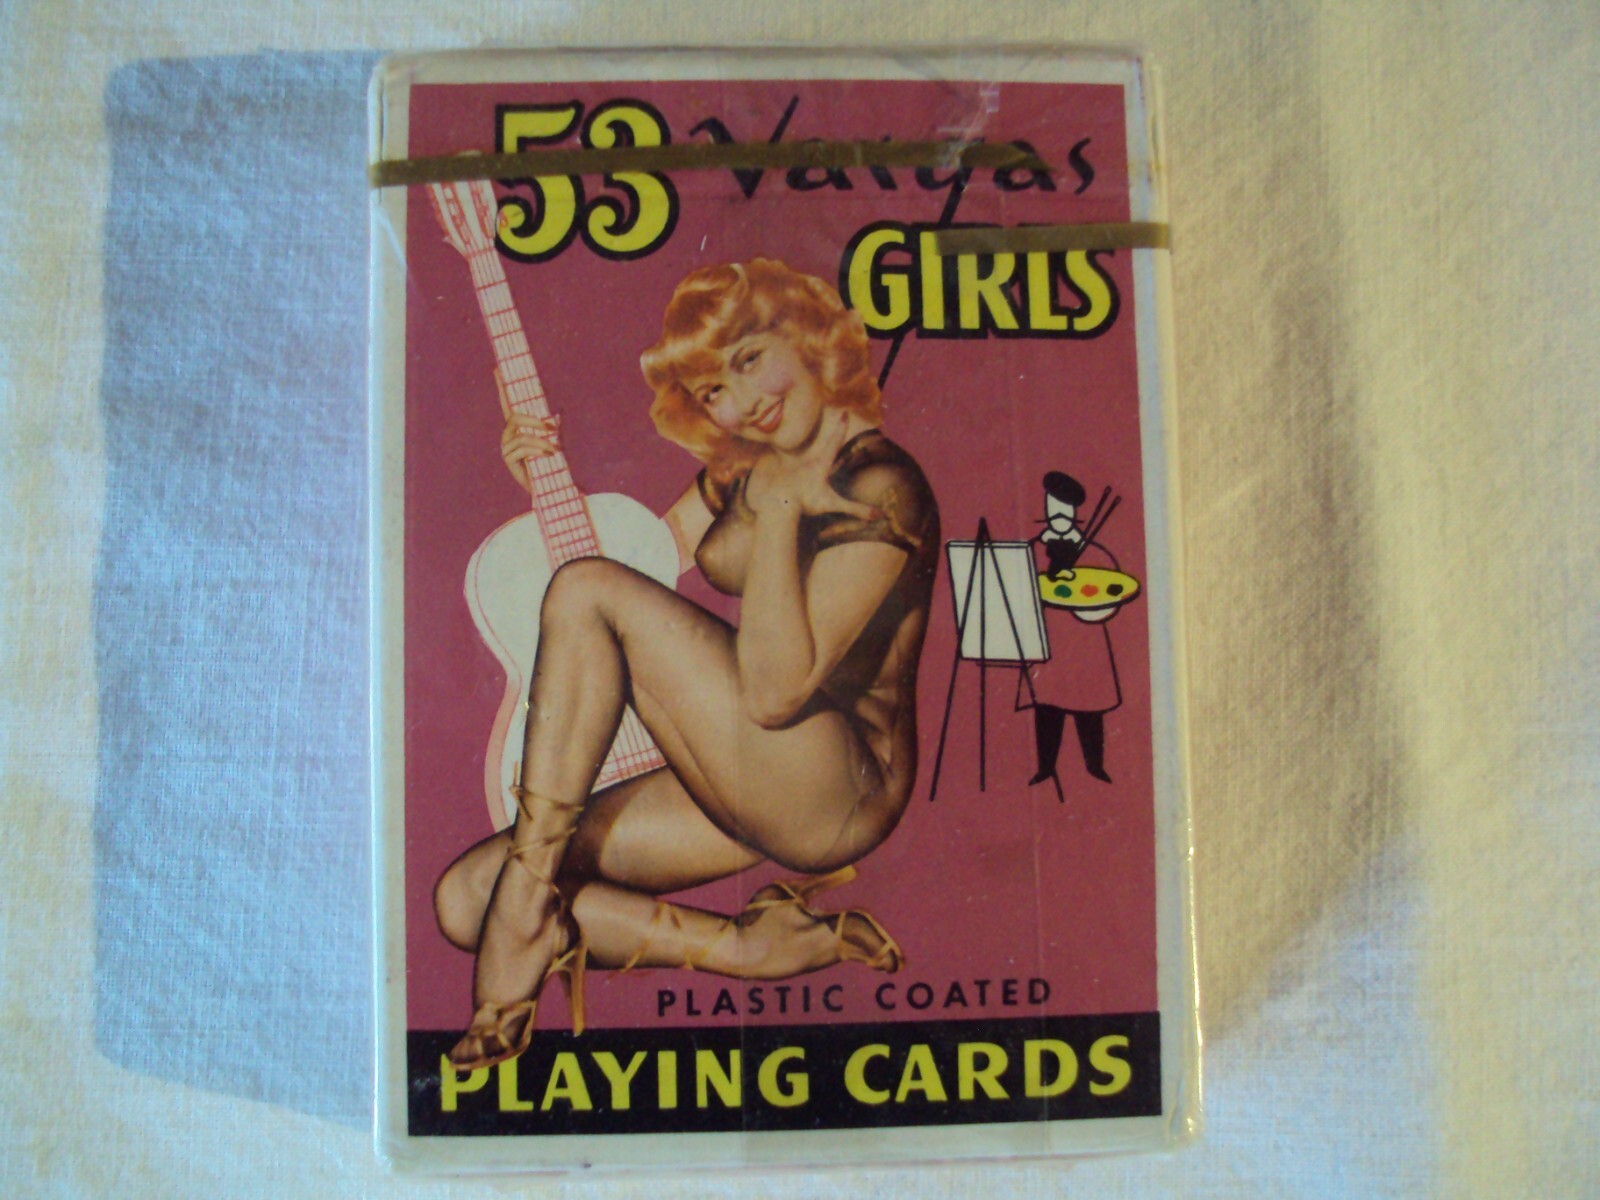 53 Vargas
GIRLS
PLASTIC COATED
PLAYING CARDS